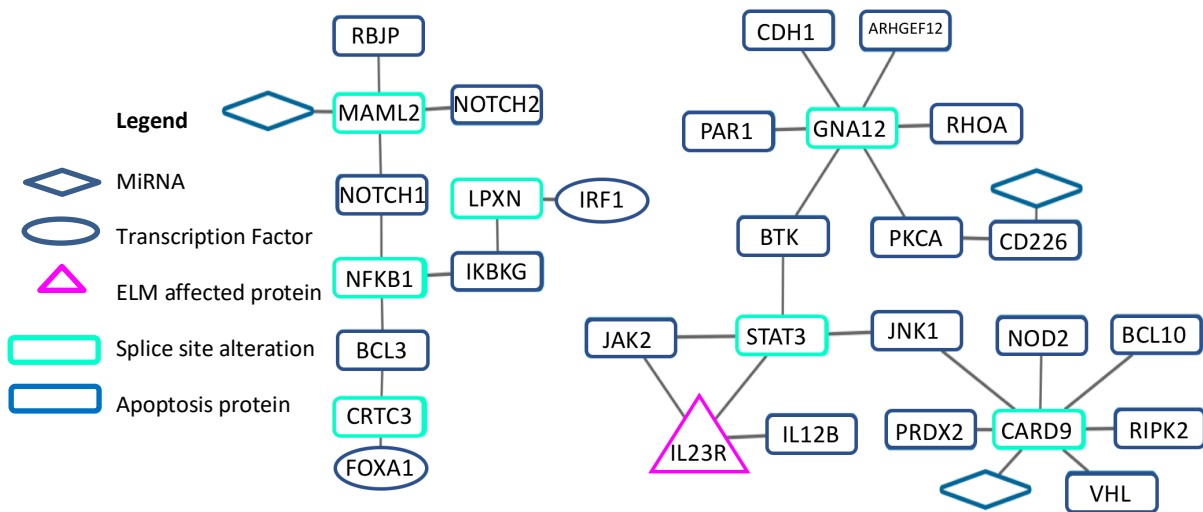 Legend
MiRNA
Transcription Factor
ELM affected protein
Splice site alteration
Apoptosis protein
RBJP
MAML2
NOTCH2
NOTCH1
LPXN
IRF1
NFKB1
IKBKG
BCL3
CRTC3
FOXA1
CDH1
ARHGEF12
PAR1
GNA12
RHOA
BTK
PKCA
CD226
JAK2
STAT3
JNK1
NOD2
BCL10
IL23R
IL12B
PRDX2
CARD9
RIPK2
VHL